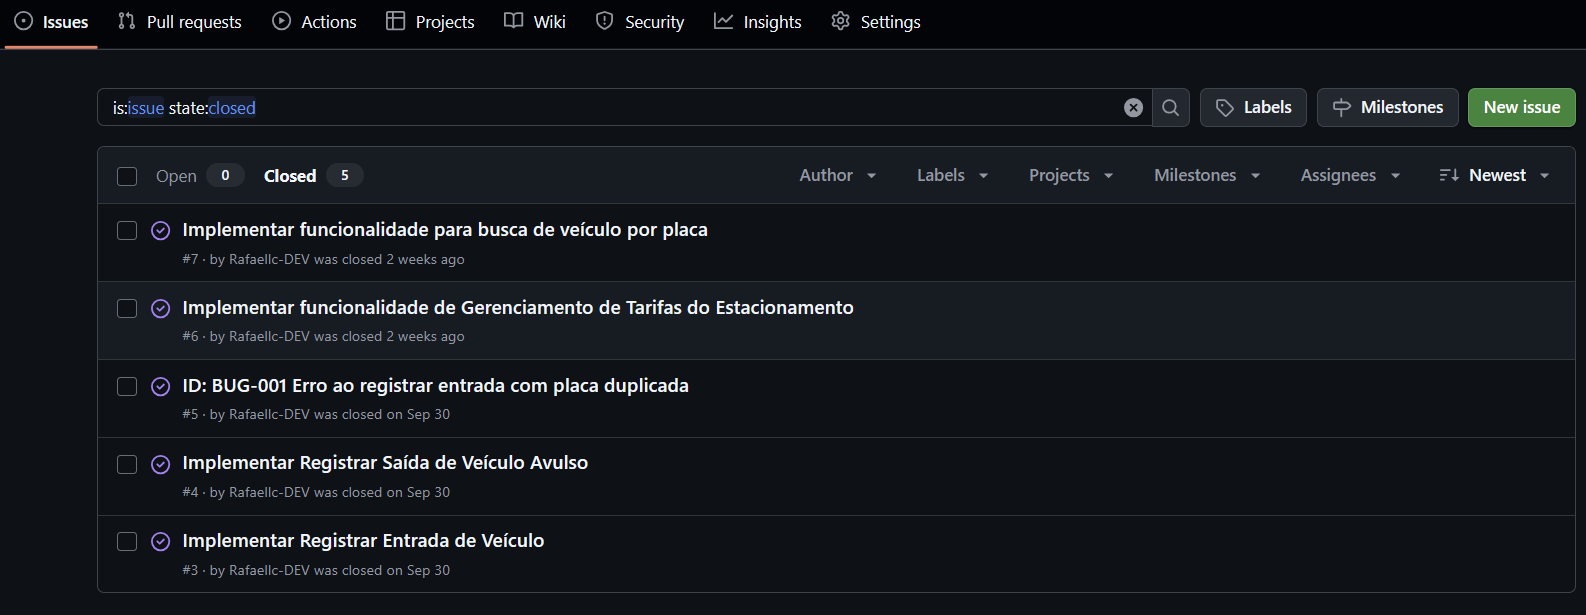 Issues Pull requests Actions Projects Wiki Security Insights Settings
is:issue state:closed Labels Milestones New issue
Open 0 Closed 5 Author Labels Projects Milestones Assignees Newest
Implementar funcionalidade para busca de veículo por placa
#7 · by Rafaellc-DEV was closed 2 weeks ago
Implementar funcionalidade de Gerenciamento de Tarifas do Estacionamento
#6 · by Rafaellc-DEV was closed 2 weeks ago
ID: BUG-001 Erro ao registrar entrada com placa duplicada
#5 · by Rafaellc-DEV was closed on Sep 30
Implementar Registrar Saída de Veículo Avulso
#4 · by Rafaellc-DEV was closed on Sep 30
Implementar Registrar Entrada de Veículo
#3 · by Rafaellc-DEV was closed on Sep 30